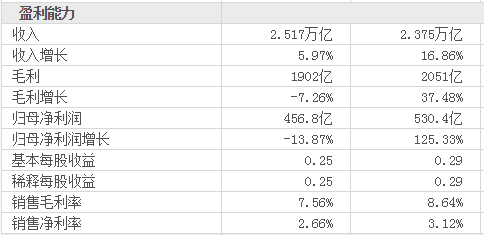 盈利能力
收入 2.517万亿 2.375万亿
收入增长 5.97% 16.86%
毛利 1902亿 2051亿
毛利增长 -7.26% 37.48%
归母净利润 456.8亿 530.4亿
归母净利润增长 -13.87% 125.33%
基本每股收益 0.25 0.29
稀释每股收益 0.25 0.29
销售毛利率 7.56% 8.64%
销售净利率 2.66% 3.12%